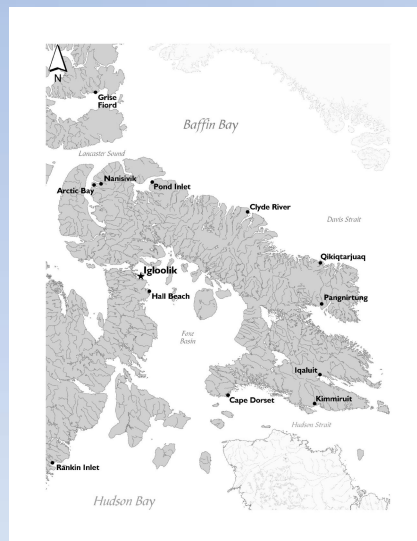 N
Grise
Fiord
Baffin Bay
Lancaster Sound
Nanisivik
Arctic Bay
Pond Inlet
Clyde River
Davis Strait
Qikiqtarjuaq
Igloolik
Hall Beach
Pangnirtung
Foxe
Basin
Iqaluit
Cape Dorset
Kimmiruit
Hudson Strait
Rankin Inlet
Hudson Bay